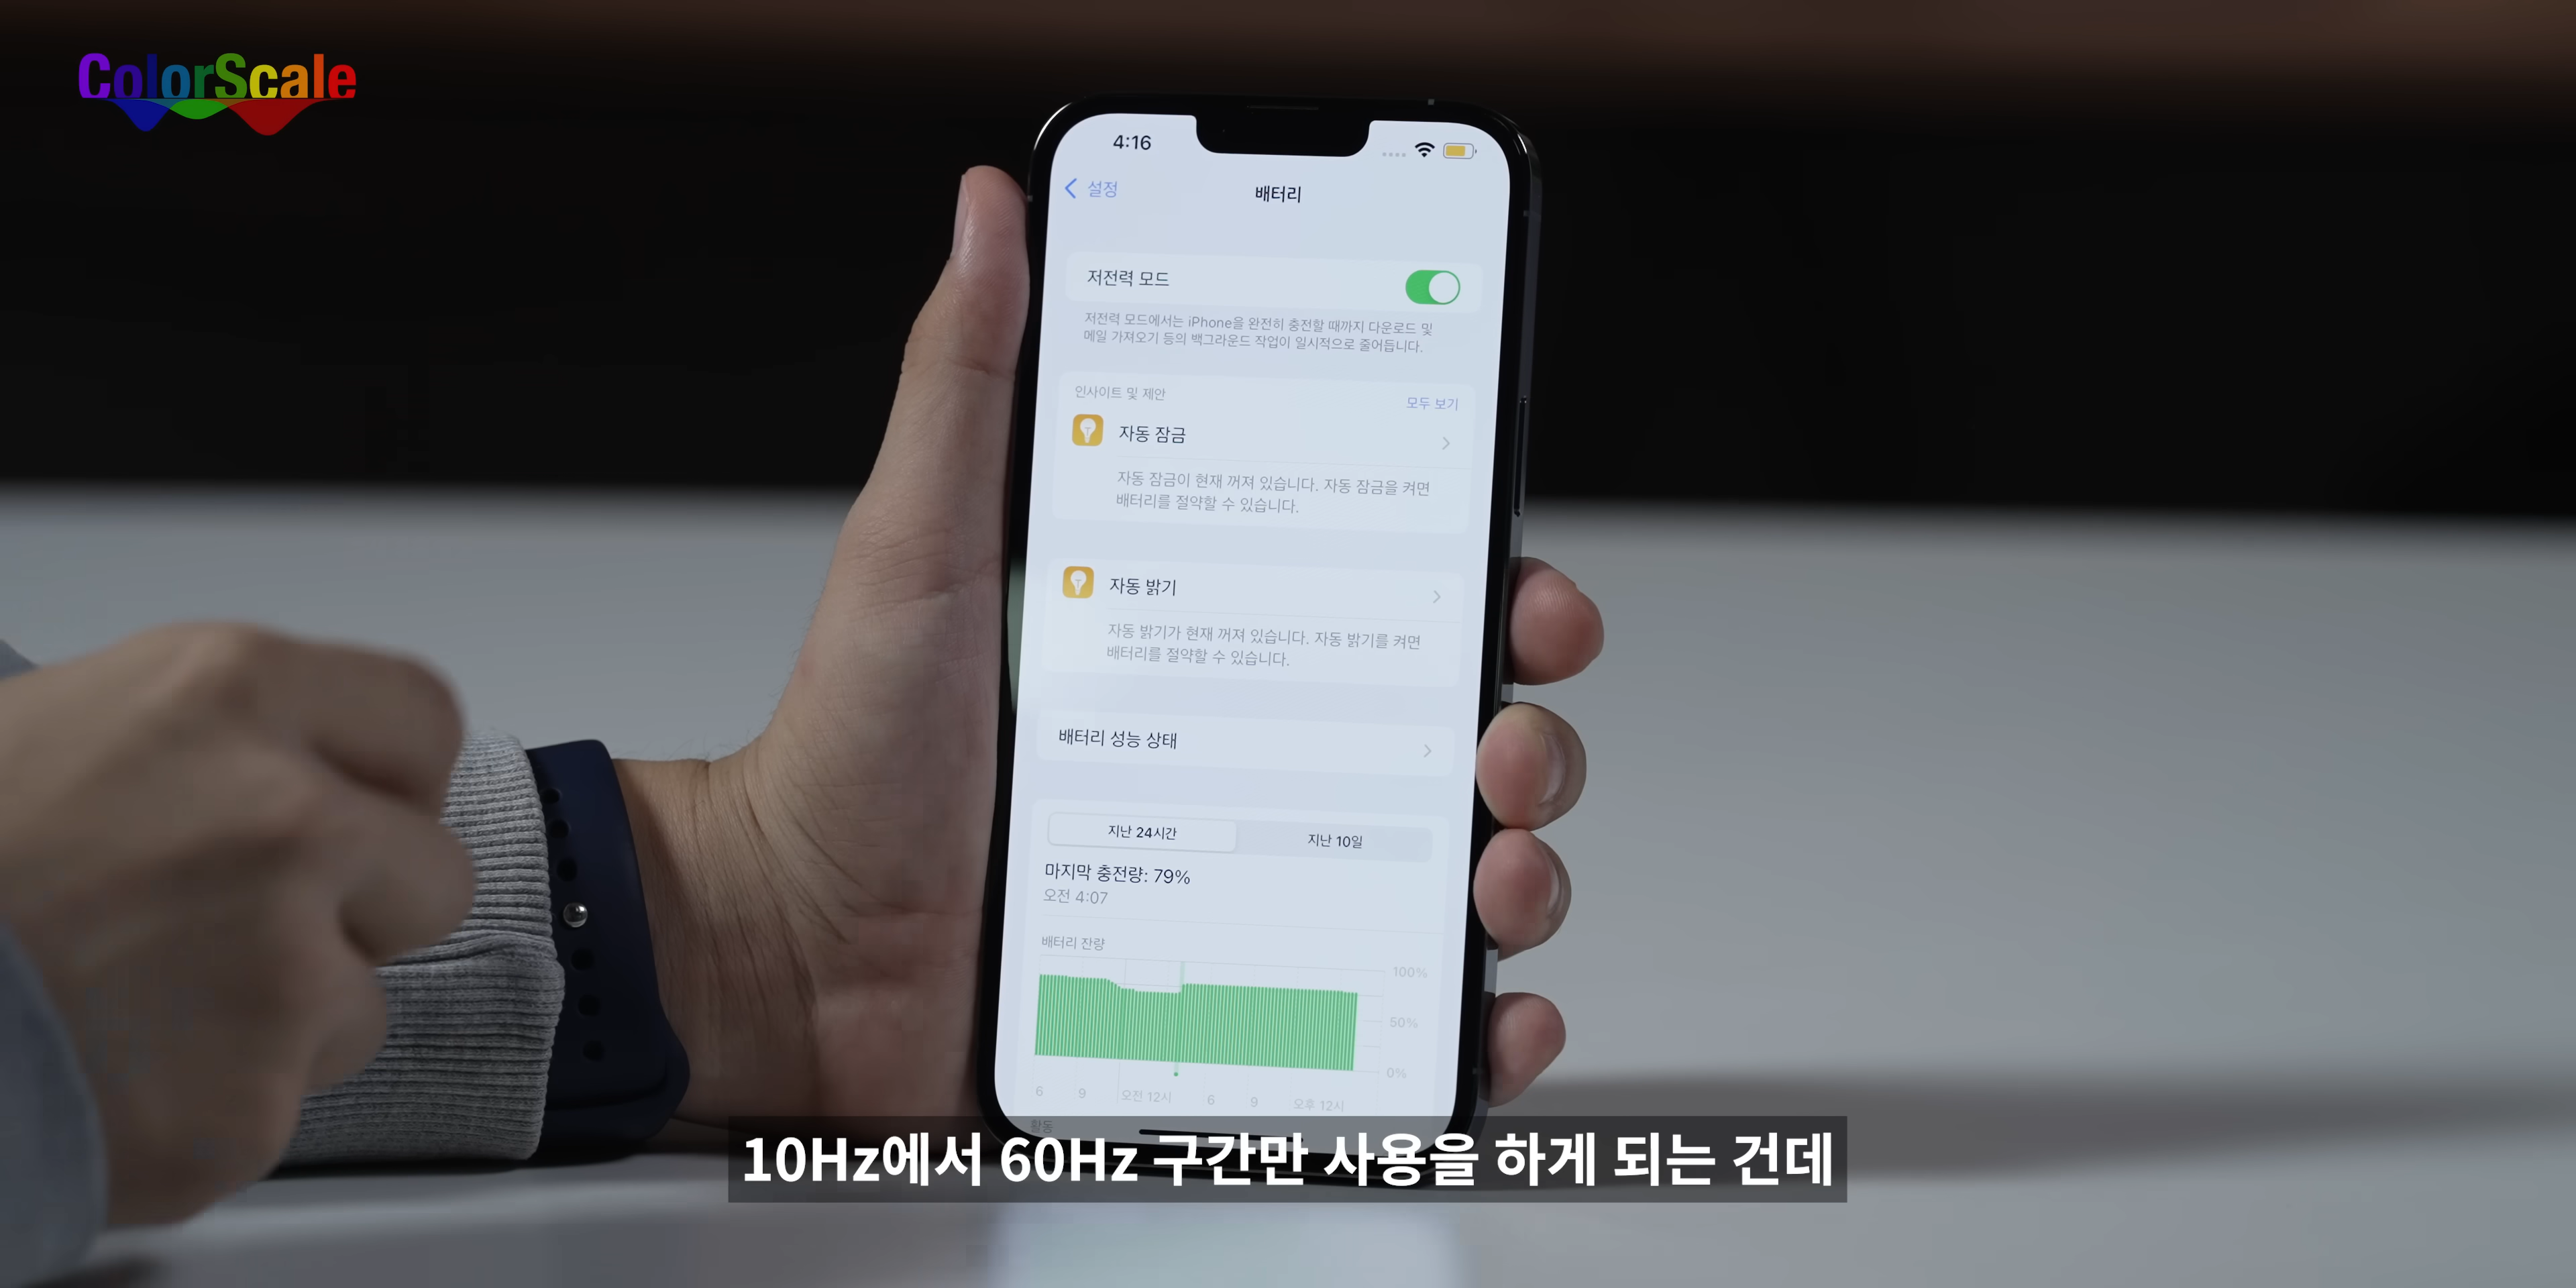 ColorScale
4:16
설정
배터리
저전력 모드
저전력 모드에서는 iPhone을 완전히 충전할 때까지 다운로드 및
메일 가져오기 등의 백그라운드 작업이 일시적으로 줄어듭니다.
인사이트 및 제안
모두 보기
자동 잠금
자동 잠금이 현재 꺼져 있습니다. 자동 잠금을 켜면
배터리를 절약할 수 있습니다.
자동 밝기
자동 밝기가 현재 꺼져 있습니다. 자동 밝기를 켜면
배터리를 절약할 수 있습니다.
배터리 성능 상태
지난 24시간
지난 10일
마지막 충전량: 79%
오전 4:07
배터리 잔량
100%
50%
0%
6 9 오전 12시 6 9 오후 12시
활동
10Hz에서 60Hz 구간만 사용을 하게 되는 건데